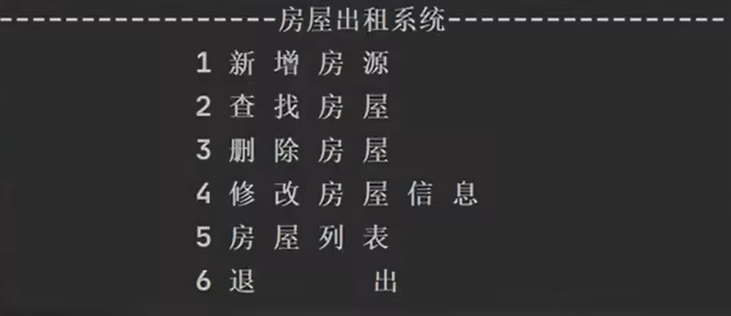 -----------------房屋出租系统-----------------
1 新 增 房 源
2 查 找 房 屋
3 删 除 房 屋
4 修 改 房 屋 信 息
5 房 屋 列 表
6 退      出